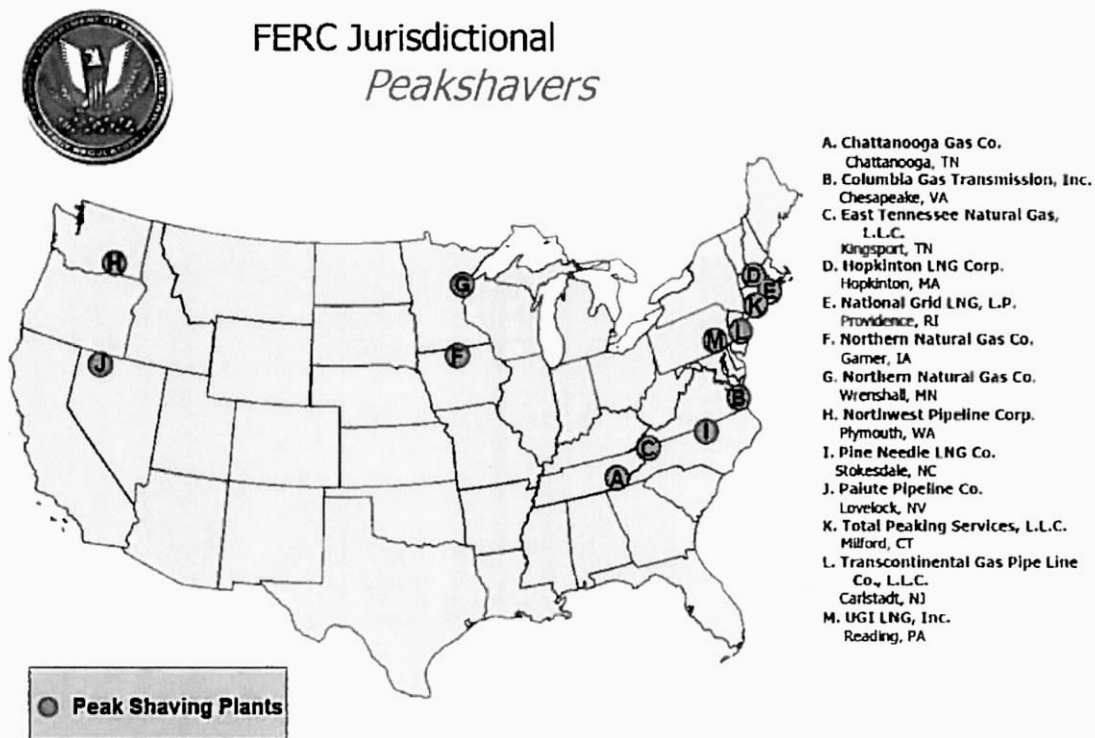 FERC Jurisdictional
Peakshavers
A. Chattanooga Gas Co.
Chattanooga, TN
B. Columbia Gas Transmission, Inc.
Chesapeake, VA
C. East Tennessee Natural Gas,
L.L.C.
Kingsport, TN
D. Hopkinton LNG Corp.
Hopkinton, MA
E. National Grid LNG, L.P.
Providence, RI
F. Northern Natural Gas Co.
Garner, IA
G. Northern Natural Gas Co.
Wrenshall, MN
H. Northwest Pipeline Corp.
Plymouth, WA
I. Pine Needle LNG Co.
Stokesdale, NC
J. Paiute Pipeline Co.
Lovelock, NV
K. Total Peaking Services, L.L.C.
Milford, CT
L. Transcontinental Gas Pipe Line
Co., L.L.C.
Carlstadt, NJ
M. UGI LNG, Inc.
Reading, PA
H
G
D
E
K
J
F
M
L
B
I
C
A
Peak Shaving Plants